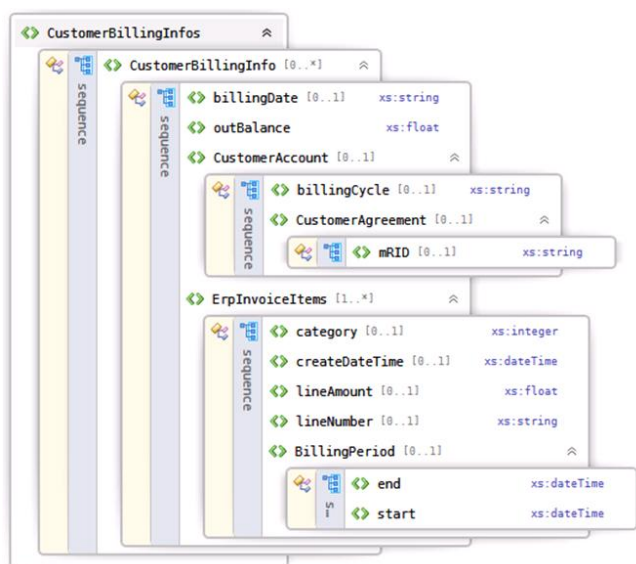 CustomerBillingInfos
CustomerBillingInfo [0..*]
sequence
billingDate [0..1] xs:string
sequence
outBalance xs:float
CustomerAccount [0..1]
billingCycle [0..1] xs:string
sequence
CustomerAgreement [0..1]
mRID [0..1] xs:string
ErpInvoiceItems [1..*]
category [0..1] xs:integer
sequence
createDateTime [0..1] xs:dateTime
lineAmount [0..1] xs:float
lineNumber [0..1] xs:string
BillingPeriod [0..1]
end xs:dateTime
start xs:dateTime